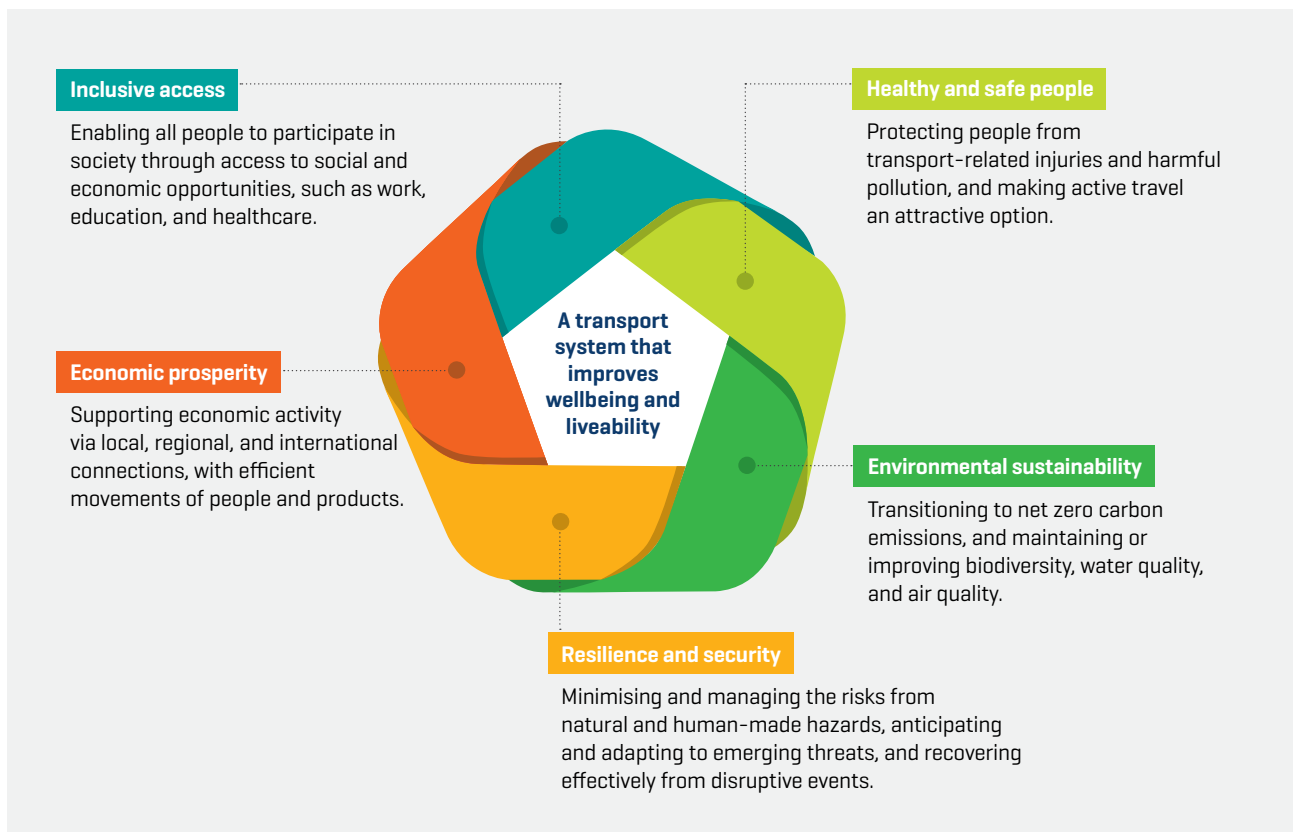 Inclusive access
Enabling all people to participate in
society through access to social and
economic opportunities, such as work,
education, and healthcare.
Healthy and safe people
Protecting people from
transport-related injuries and harmful
pollution, and making active travel
an attractive option.
A transport
system that
improves
wellbeing and
liveability
Economic prosperity
Supporting economic activity
via local, regional, and international
connections, with efficient
movements of people and products.
Environmental sustainability
Transitioning to net zero carbon
emissions, and maintaining or
improving biodiversity, water quality,
and air quality.
Resilience and security
Minimising and managing the risks from
natural and human-made hazards, anticipating
and adapting to emerging threats, and recovering
effectively from disruptive events.